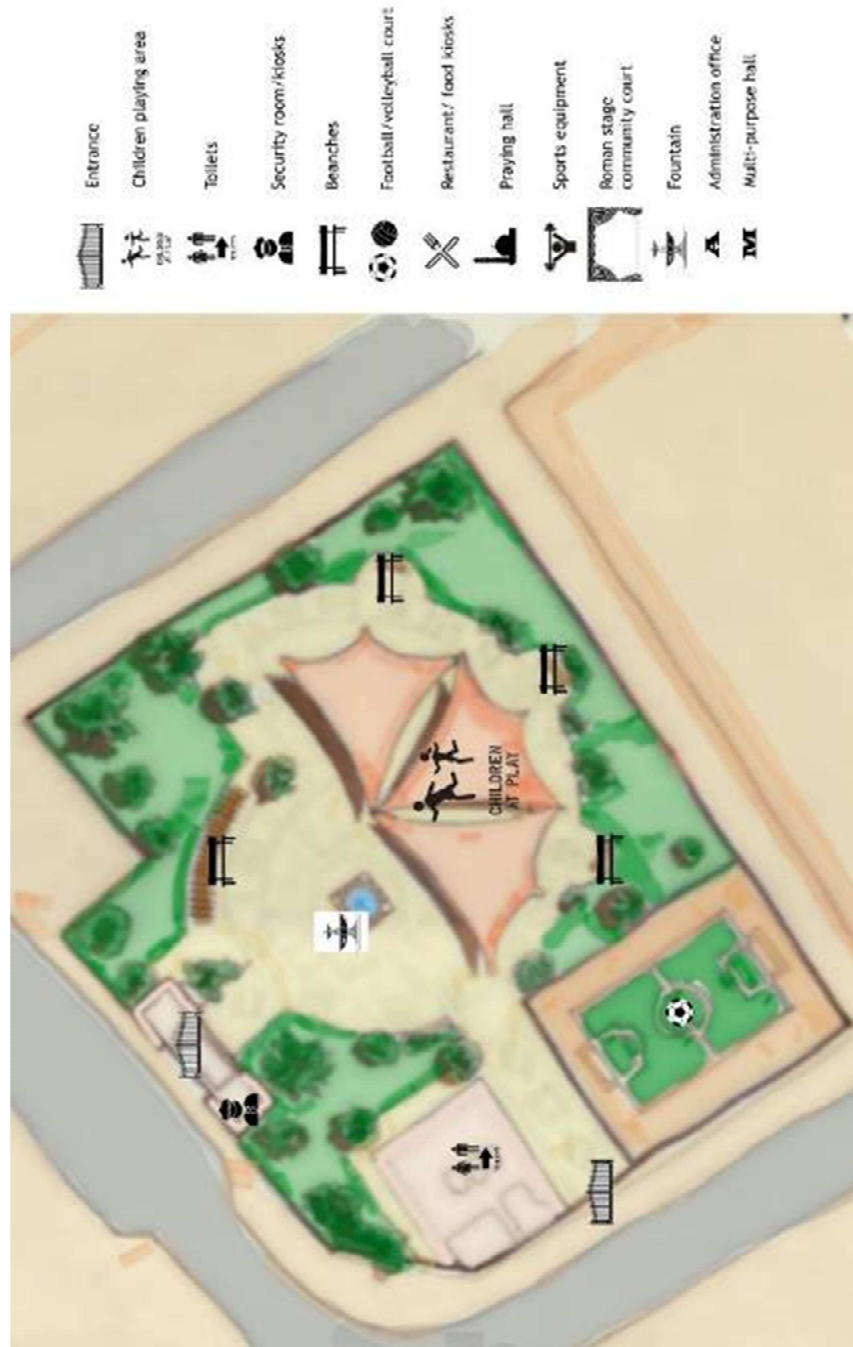 Entrance
Children playing area
Toilets
Security room/kiosks
Beanches
Football/volleyball court
Restaurant/ food kiosks
Praying hall
Sports equipment
Roman stage
community court
Fountain
A Administration office
M Multi-purpose hall
CHILDREN
AT PLAY